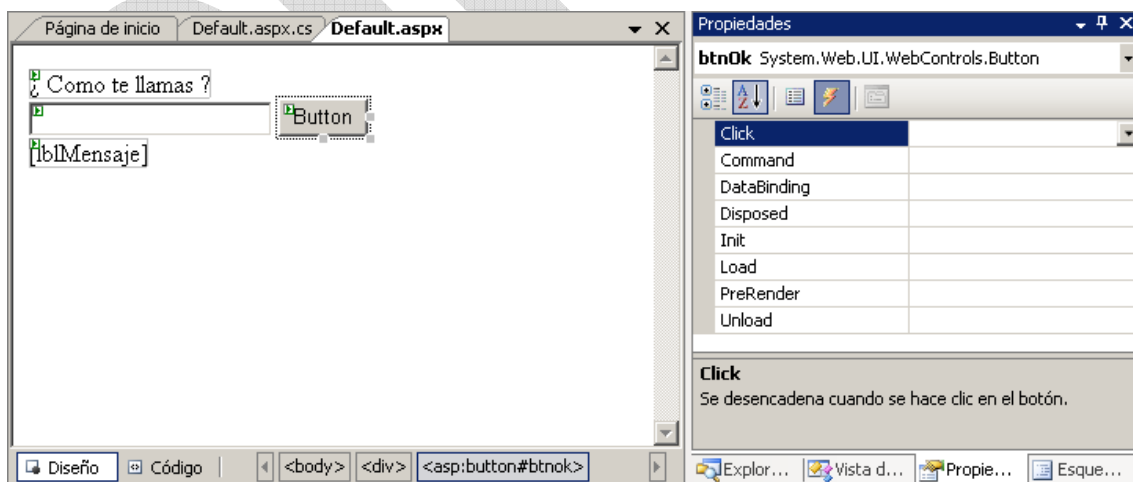 Página de inicio Default.aspx.cs Default.aspx
¿ Como te llamas ?
Button
[lblMensaje]
Diseño Código <body> <div> <asp:button#btnok>
Propiedades
btnOk System.Web.UI.WebControls.Button
Click
Command
DataBinding
Disposed
Init
Load
PreRender
Unload
Click
Se desencadena cuando se hace clic en el botón.
Explor... Vista d... Propie... Esque...